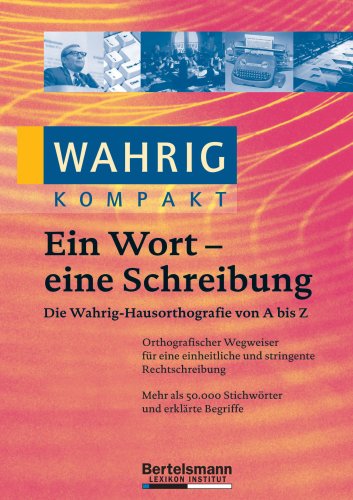 WAHRIG
KOMPAKT
Ein Wort –
eine Schreibung
Die Wahrig-Hausorthografie von A bis Z
Orthografischer Wegweiser
für eine einheitliche und stringente
Rechtschreibung
Mehr als 50.000 Stichwörter
und erklärte Begriffe
Bertelsmann
LEXIKON INSTITUT